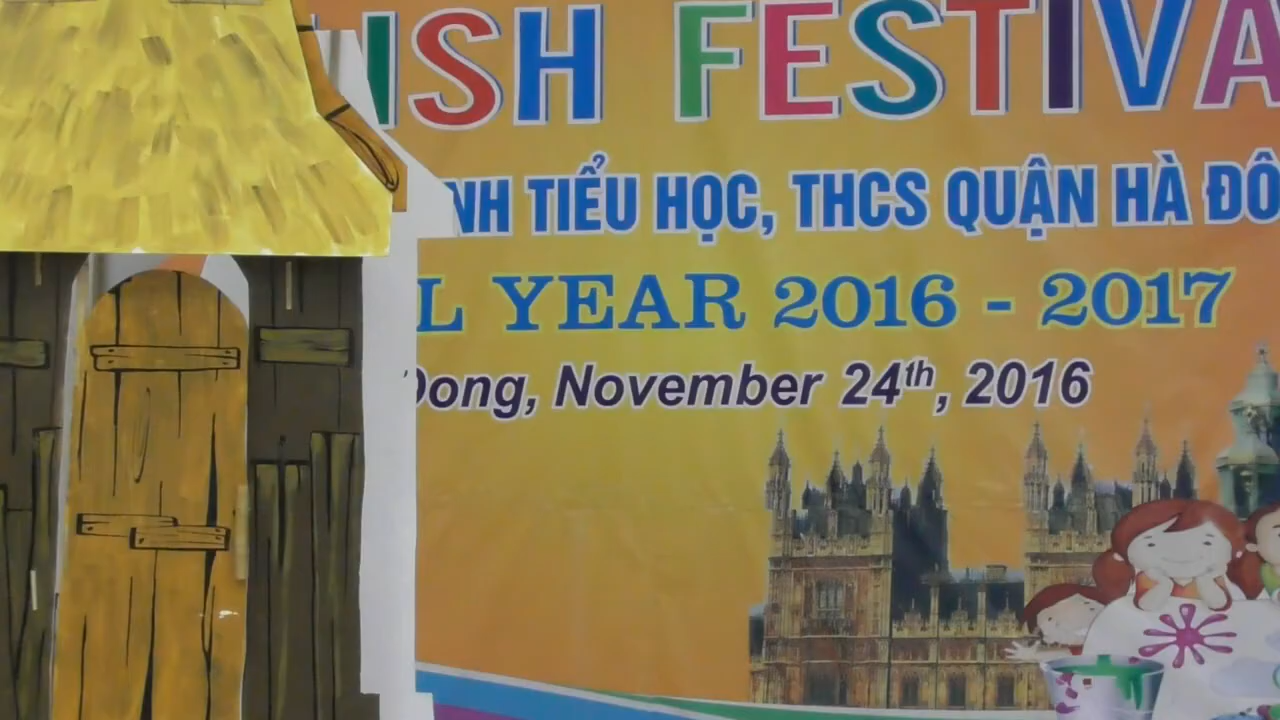 ISH FESTIVA
NH TIỂU HỌC, THCS QUẬN HÀ ĐÔ
L YEAR 2016 - 2017
Dong, November 24th, 2016